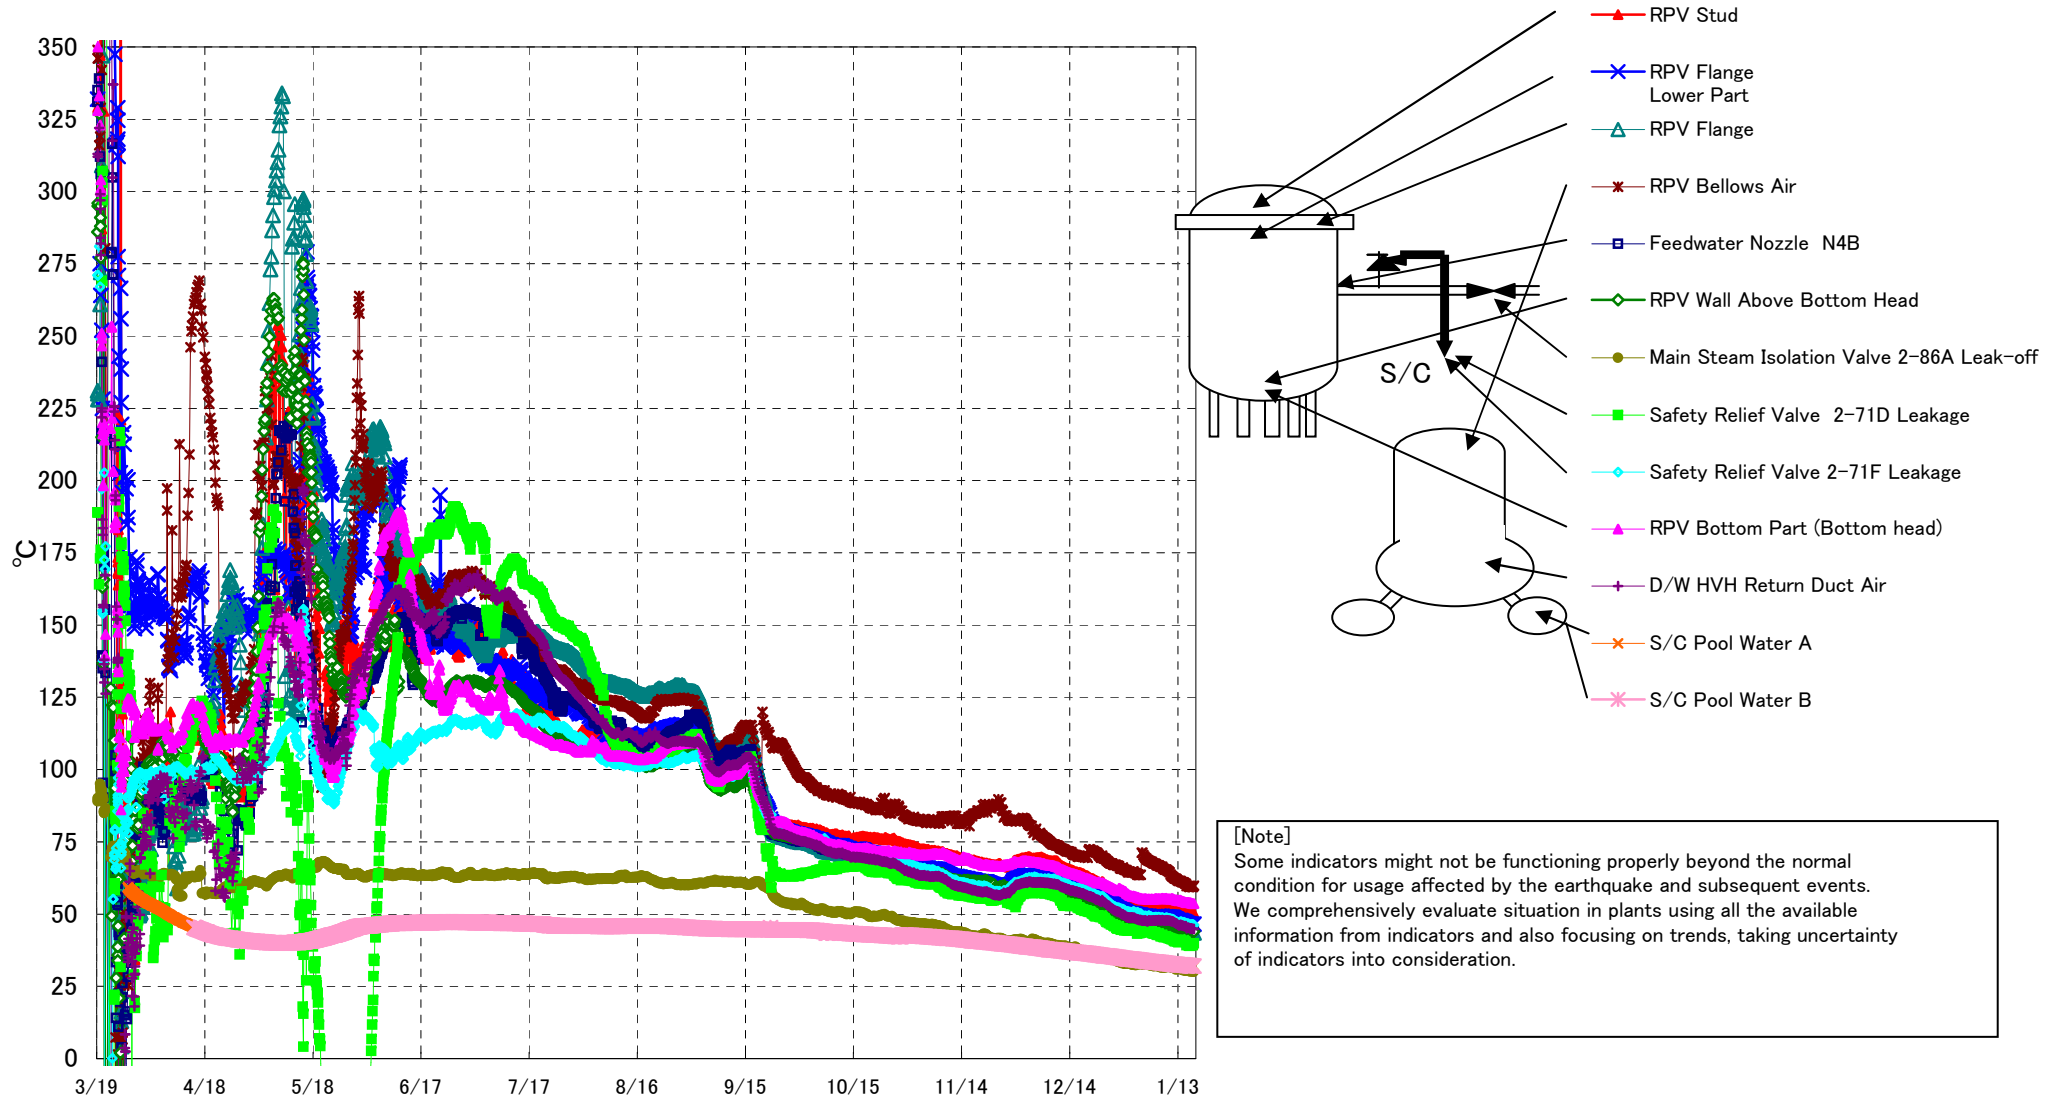 350
325
300
275
250
225
200
175
150
125
100
75
50
25
0
℃
3/19 4/18 5/18 6/17 7/17 8/16 9/15 10/15 11/14 12/14 1/13
RPV Stud
RPV Flange
Lower Part
RPV Flange
RPV Bellows Air
Feedwater Nozzle N4B
RPV Wall Above Bottom Head
Main Steam Isolation Valve 2-86A Leak-off
Safety Relief Valve 2-71D Leakage
Safety Relief Valve 2-71F Leakage
RPV Bottom Part (Bottom head)
D/W HVH Return Duct Air
S/C Pool Water A
S/C Pool Water B
S/C
[Note]
Some indicators might not be functioning properly beyond the normal
condition for usage affected by the earthquake and subsequent events.
We comprehensively evaluate situation in plants using all the available
information from indicators and also focusing on trends, taking uncertainty
of indicators into consideration.